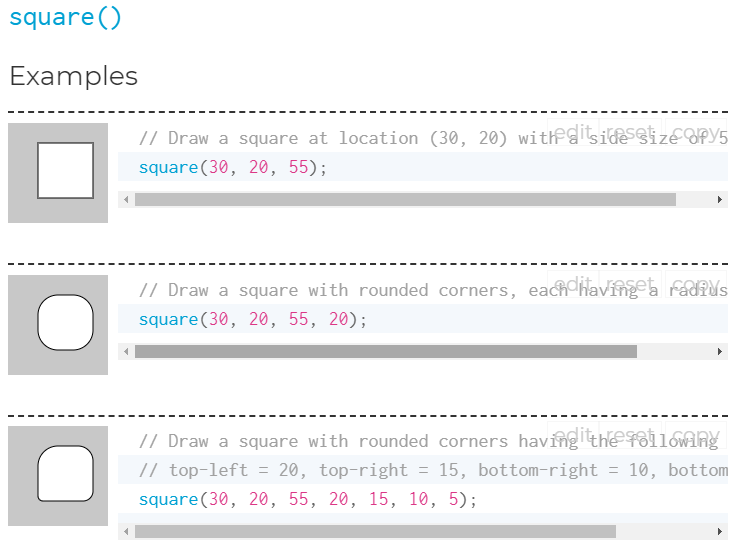 square()
Examples
// Draw a square at location (30, 20) with a side size of 5
edit reset copy
square(30, 20, 55);
// Draw a square with rounded corners, each having a radius
edit reset copy
square(30, 20, 55, 20);
// Draw a square with rounded corners having the following
edit reset copy
// top-left = 20, top-right = 15, bottom-right = 10, bottom
square(30, 20, 55, 20, 15, 10, 5);